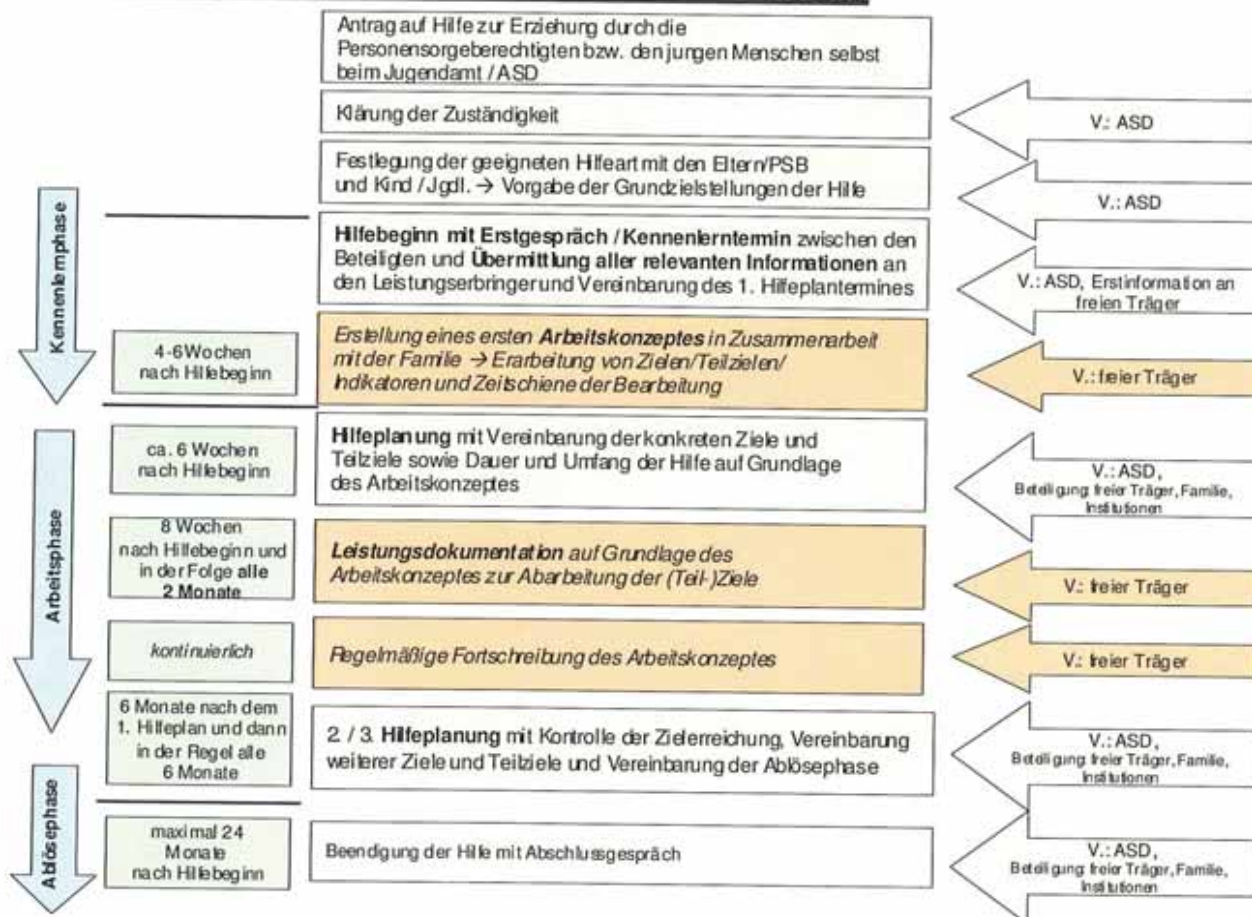 Antrag auf Hilfe zur Erziehung durch die
Personensorgeberechtigten bzw. den jungen Menschen selbst
beim Jugendamt / ASD
Klärung der Zuständigkeit
V.: ASD
Festlegung der geeigneten Hilfeart mit den Eltern/PSB
und Kind / Jgdl. → Vorgabe der Grundzielstellungen der Hilfe
V.: ASD
Kennenlernphase
Hilfebeginn mit Erstgespräch / Kennenlerntermin zwischen den
Beteiligten und Übermittlung aller relevanten Informationen an
den Leistungserbringer und Vereinbarung des 1. Hilfeplantermines
V.: ASD, Erstinformation an
freien Träger
4-6 Wochen
nach Hilfebeginn
Erstellung eines ersten Arbeitskonzeptes in Zusammenarbeit
mit der Familie → Erarbeitung von Zielen/Teilzielen/
Indikatoren und Zeitschiene der Bearbeitung
V.: freier Träger
Arbeitsphase
ca. 6 Wochen
nach Hilfebeginn
Hilfeplanung mit Vereinbarung der konkreten Ziele und
Teilziele sowie Dauer und Umfang der Hilfe auf Grundlage
des Arbeitskonzeptes
V.: ASD,
Beteiligung: freier Träger, Familie,
Institutionen
8 Wochen
nach Hilfebeginn und
in der Folge alle
2 Monate
Leistungsdokumentation auf Grundlage des
Arbeitskonzeptes zur Abarbeitung der (Teil-)Ziele
V.: freier Träger
kontinuierlich
Regelmäßige Fortschreibung des Arbeitskonzeptes
V.: freier Träger
6 Monate nach dem
1. Hilfeplan und dann
in der Regel alle
6 Monate
2. / 3. Hilfeplanung mit Kontrolle der Zielerreichung, Vereinbarung
weiterer Ziele und Teilziele und Vereinbarung der Ablösephase
V.: ASD,
Beteiligung: freier Träger, Familie,
Institutionen
Ablösephase
maximal 24
Monate
nach Hilfebeginn
Beendigung der Hilfe mit Abschlussgespräch
V.: ASD,
Beteiligung: freier Träger, Familie,
Institutionen